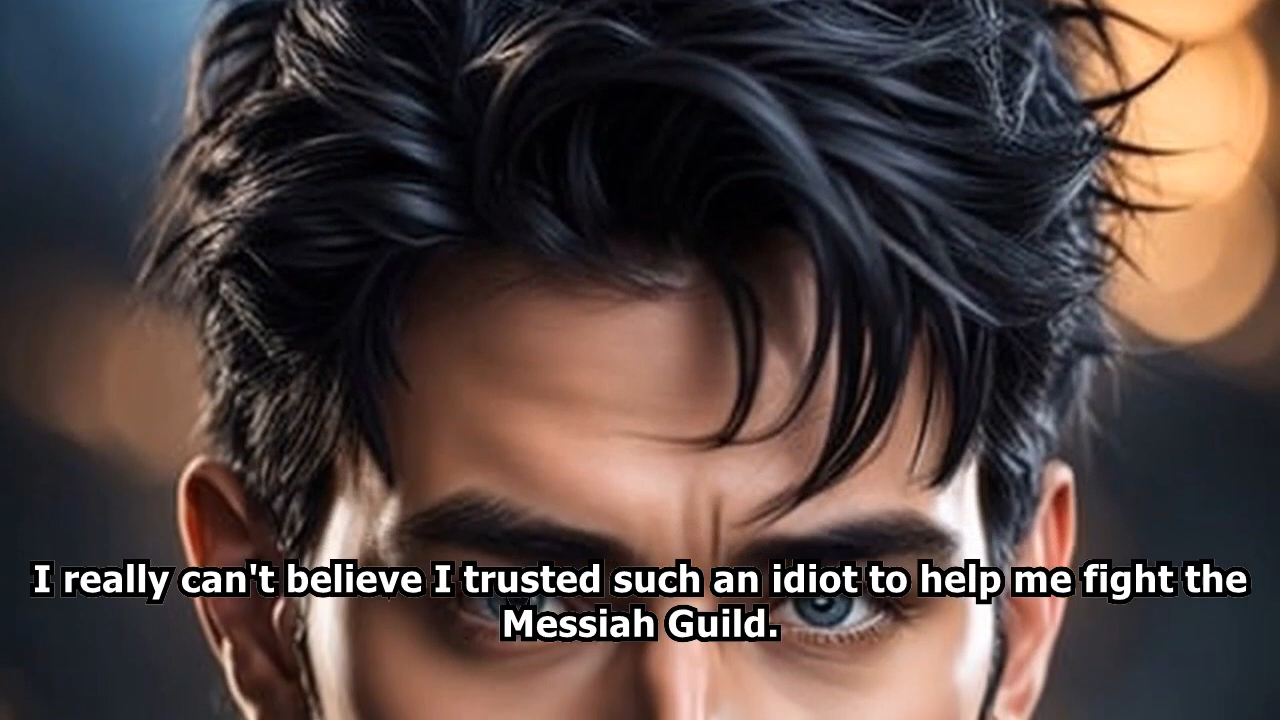 I really can't believe I trusted such an idiot to help me fight the
Messiah Guild.